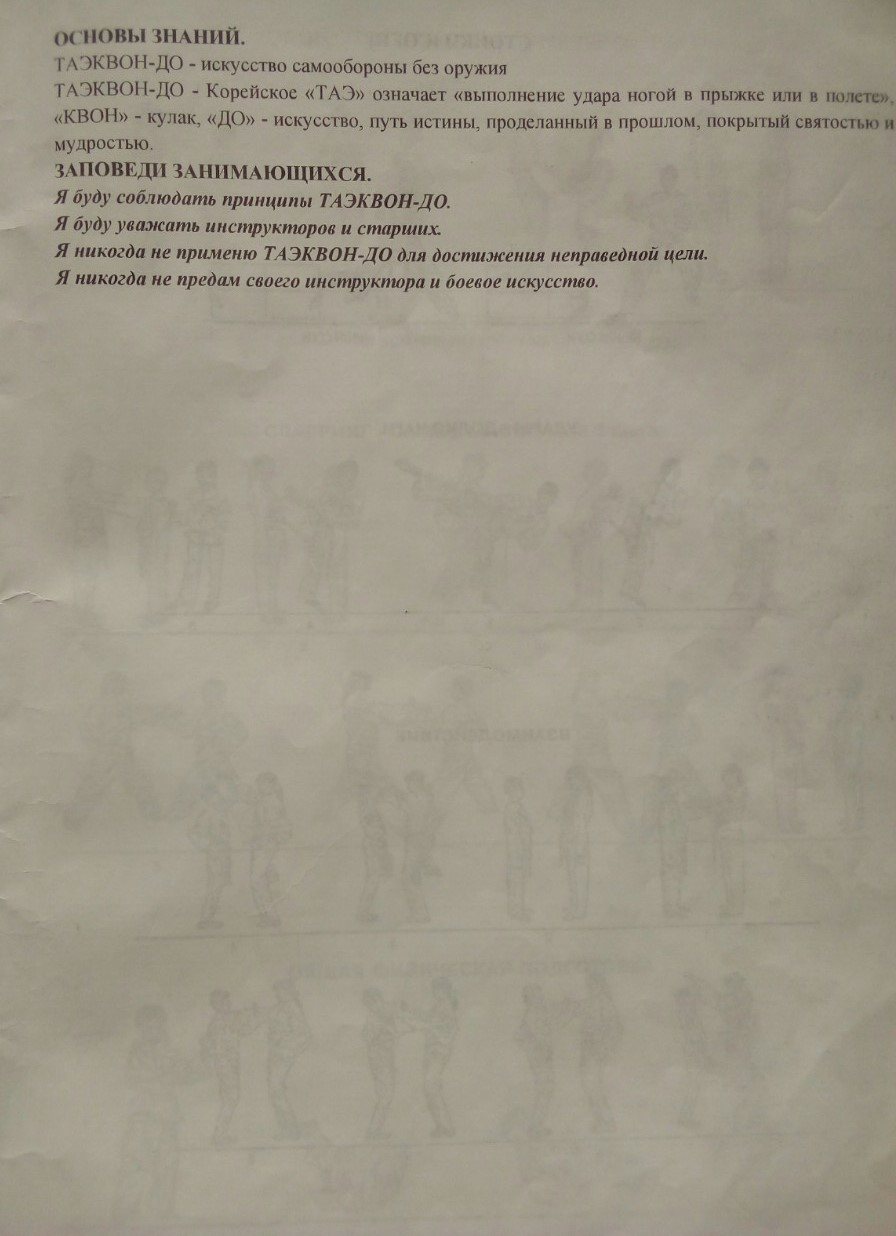 ОСНОВЫ ЗНАНИЙ.
ТАЭКВОН-ДО - искусство самообороны без оружия
ТАЭКВОН-ДО - Корейское «ТАЭ» означает «выполнение удара ногой в прыжке или в полете»,
«КВОН» - кулак, «ДО» - искусство, путь истины, проделанный в прошлом, покрытый святостью и
мудростью.
ЗАПОВЕДИ ЗАНИМАЮЩИХСЯ.
Я буду соблюдать принципы ТАЭКВОН-ДО.
Я буду уважать инструкторов и старших.
Я никогда не применю ТАЭКВОН-ДО для достижения неправедной цели.
Я никогда не предам своего инструктора и боевое искусство.